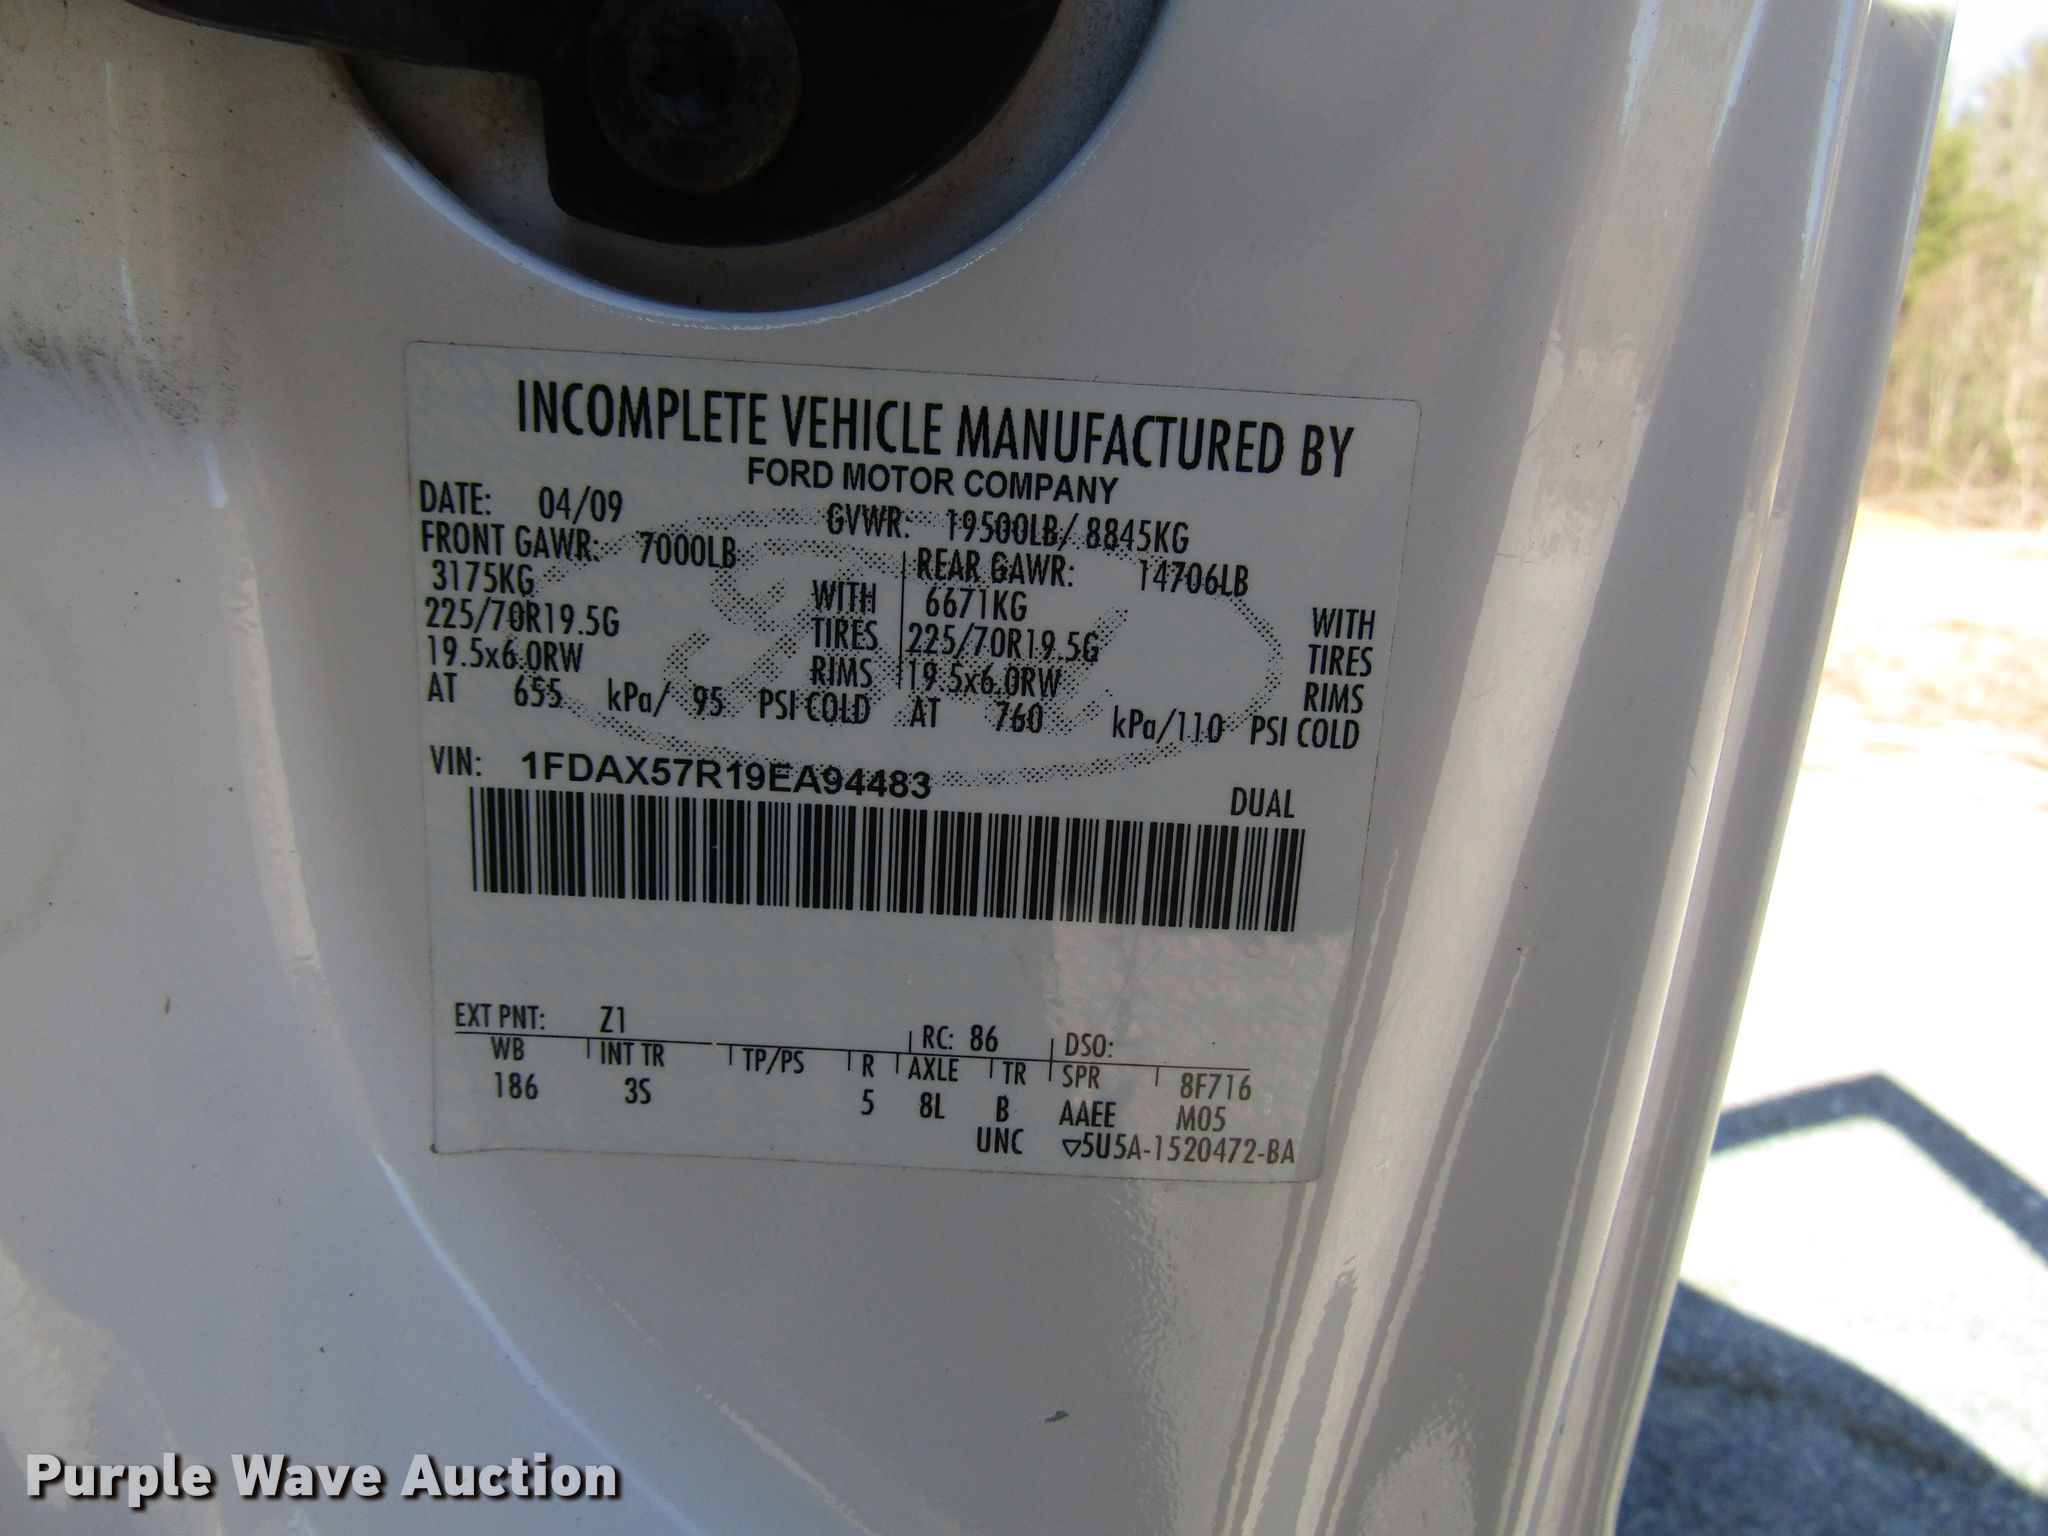 INCOMPLETE VEHICLE MANUFACTURED BY
FORD MOTOR COMPANY
DATE: 04/09 GVWR: 19500LB/ 8845KG
FRONT GAWR: 7000LB REAR GAWR: 14706LB
3175KG WITH 6671KG WITH
225/70R19.5G TIRES 225/70R19.5G TIRES
19.5x6.0RW RIMS 19.5x6.0RW RIMS
AT 655 kPa/ 95 PSI COLD AT 760 kPa/110 PSI COLD
VIN: 1FDAX57R19EA94483
DUAL
EXT PNT: Z1 RC: 86 DSO:
WB INT TR TP/PS R AXLE TR SPR 8F716
186 3S 5 8L B AAEE M05
UNC ▽5U5A-1520472-BA
Purple Wave Auction